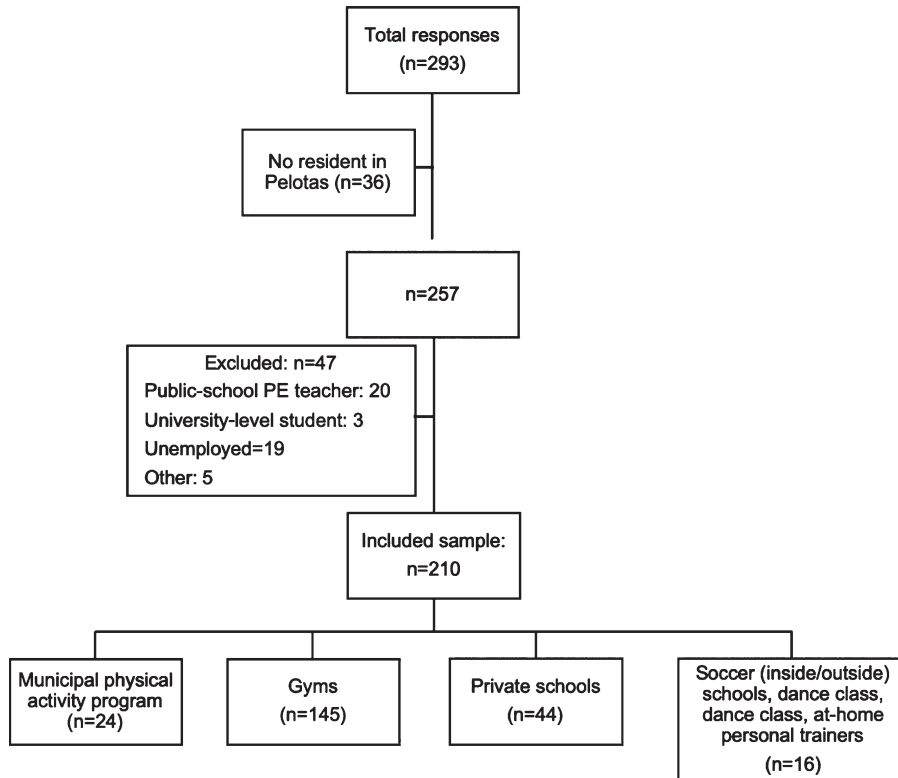 Total responses
(n=293)
No resident in
Pelotas (n=36)
n=257
Excluded: n=47
Public-school PE teacher: 20
University-level student: 3
Unemployed=19
Other: 5
Included sample:
n=210
Municipal physical
activity program
(n=24)
Gyms
(n=145)
Private schools
(n=44)
Soccer (inside/outside)
schools, dance class,
dance class, at-home
personal trainers
(n=16)